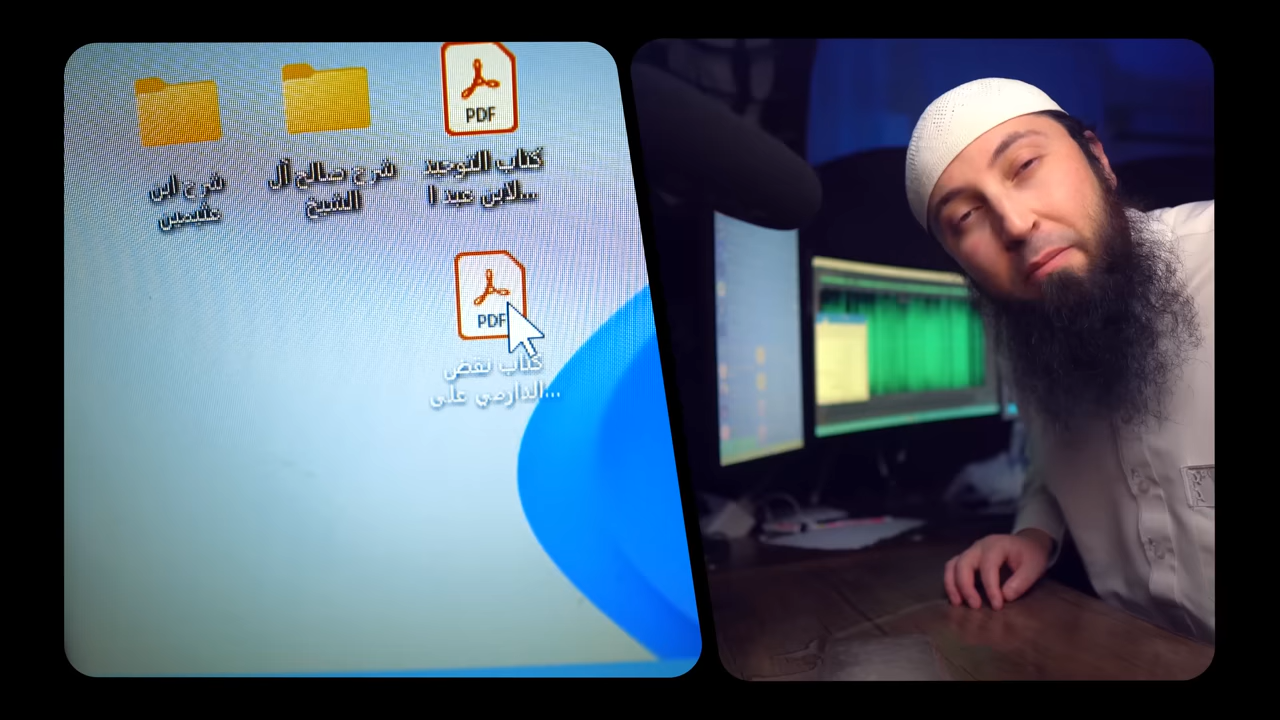 PDF
شرح ابن
عثيمين
شرح صالح آل
الشيخ
كتاب التوحيد
لابن عبد ا...
PDF
كتاب نقض
الدارمي على...